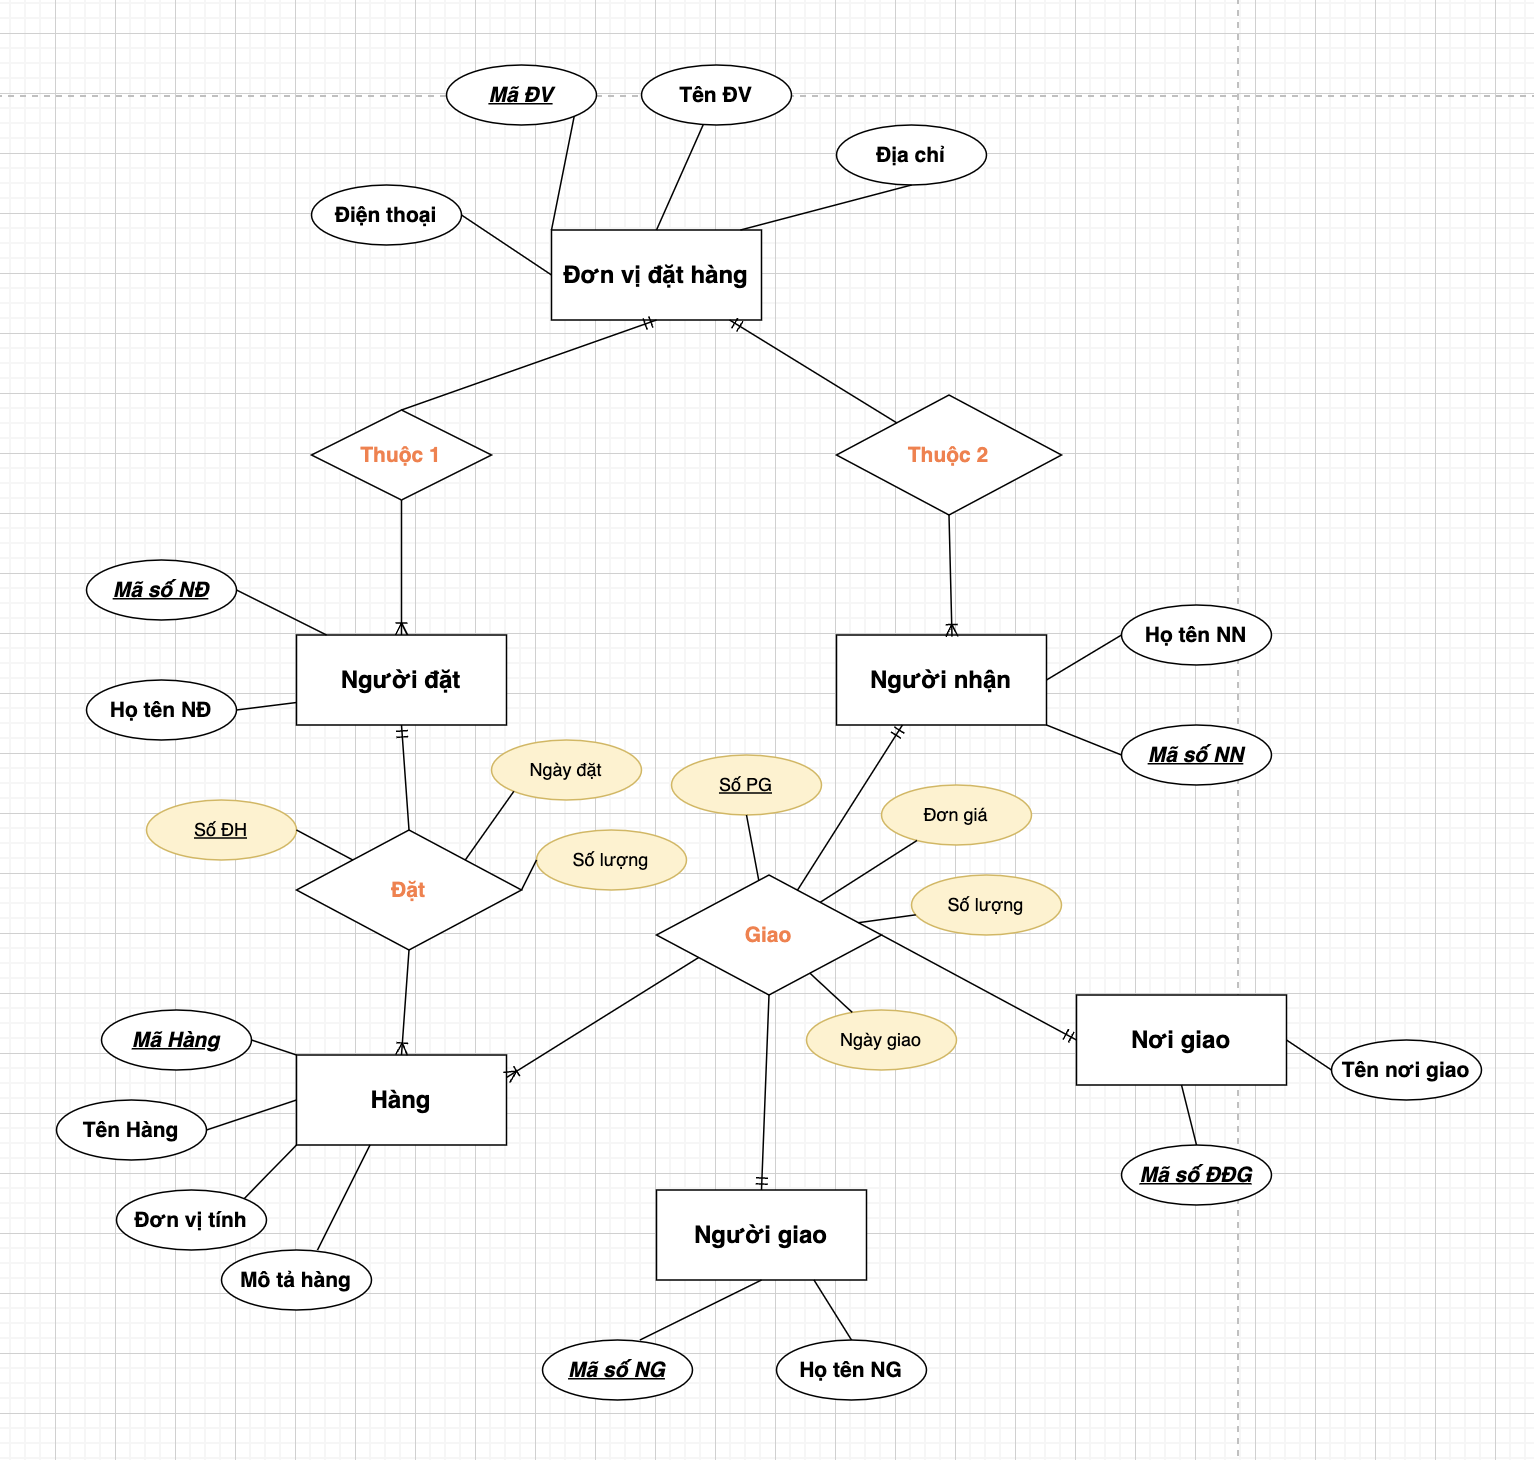 Mã ĐV
Tên ĐV
Địa chỉ
Điện thoại
Đơn vị đặt hàng
Thuộc 1
Thuộc 2
Mã số NĐ
Họ tên NN
Người đặt
Người nhận
Họ tên NĐ
Mã số NN
Ngày đặt
Số PG
Đơn giá
Số ĐH
Số lượng
Đặt
Số lượng
Giao
Mã Hàng
Ngày giao
Nơi giao
Tên nơi giao
Hàng
Tên Hàng
Mã số ĐĐG
Đơn vị tính
Người giao
Mô tả hàng
Mã số NG
Họ tên NG